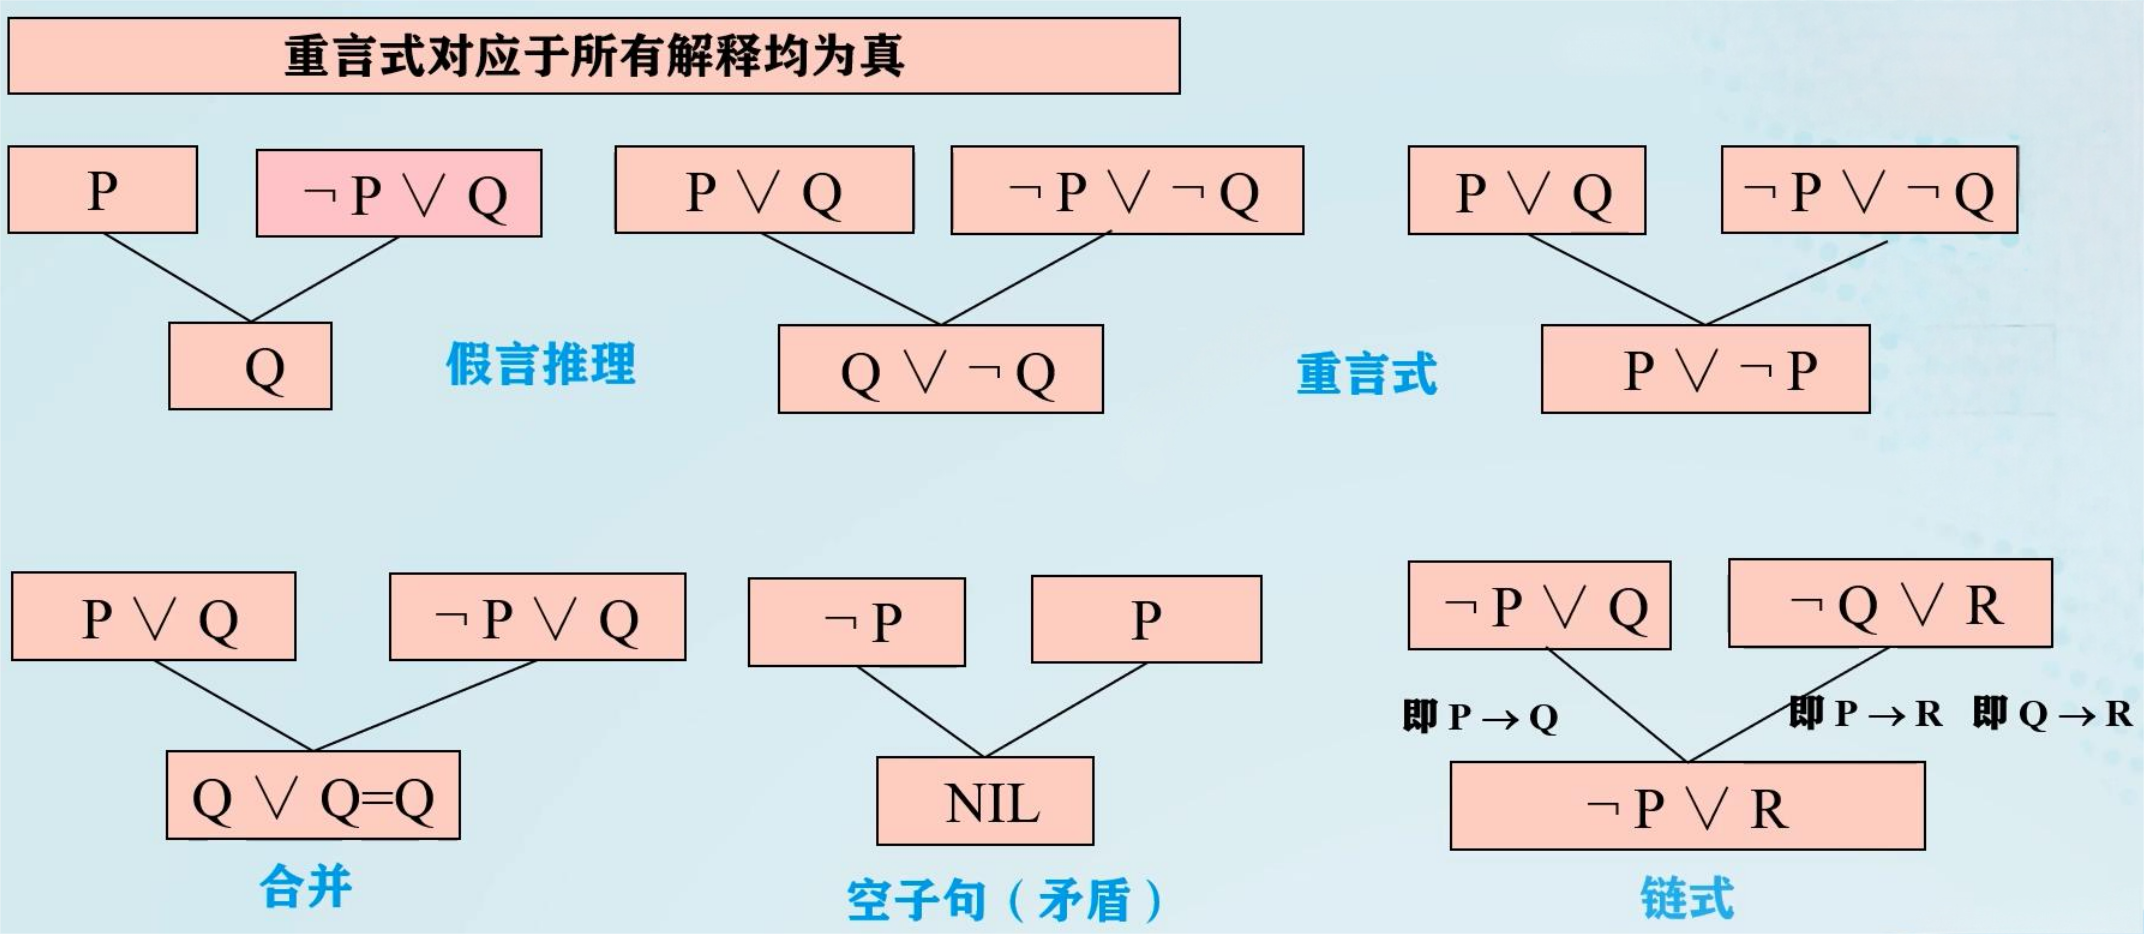 重言式对应于所有解释均为真
P ¬P∨Q P∨Q ¬P∨¬Q P∨Q ¬P∨¬Q
Q 假言推理 Q∨¬Q 重言式 P∨¬P
P∨Q ¬P∨Q ¬P P ¬P∨Q ¬Q∨R
即 P→Q 即 P→R 即 Q→R
Q∨Q=Q NIL ¬P∨R
合并 空子句（矛盾） 链式